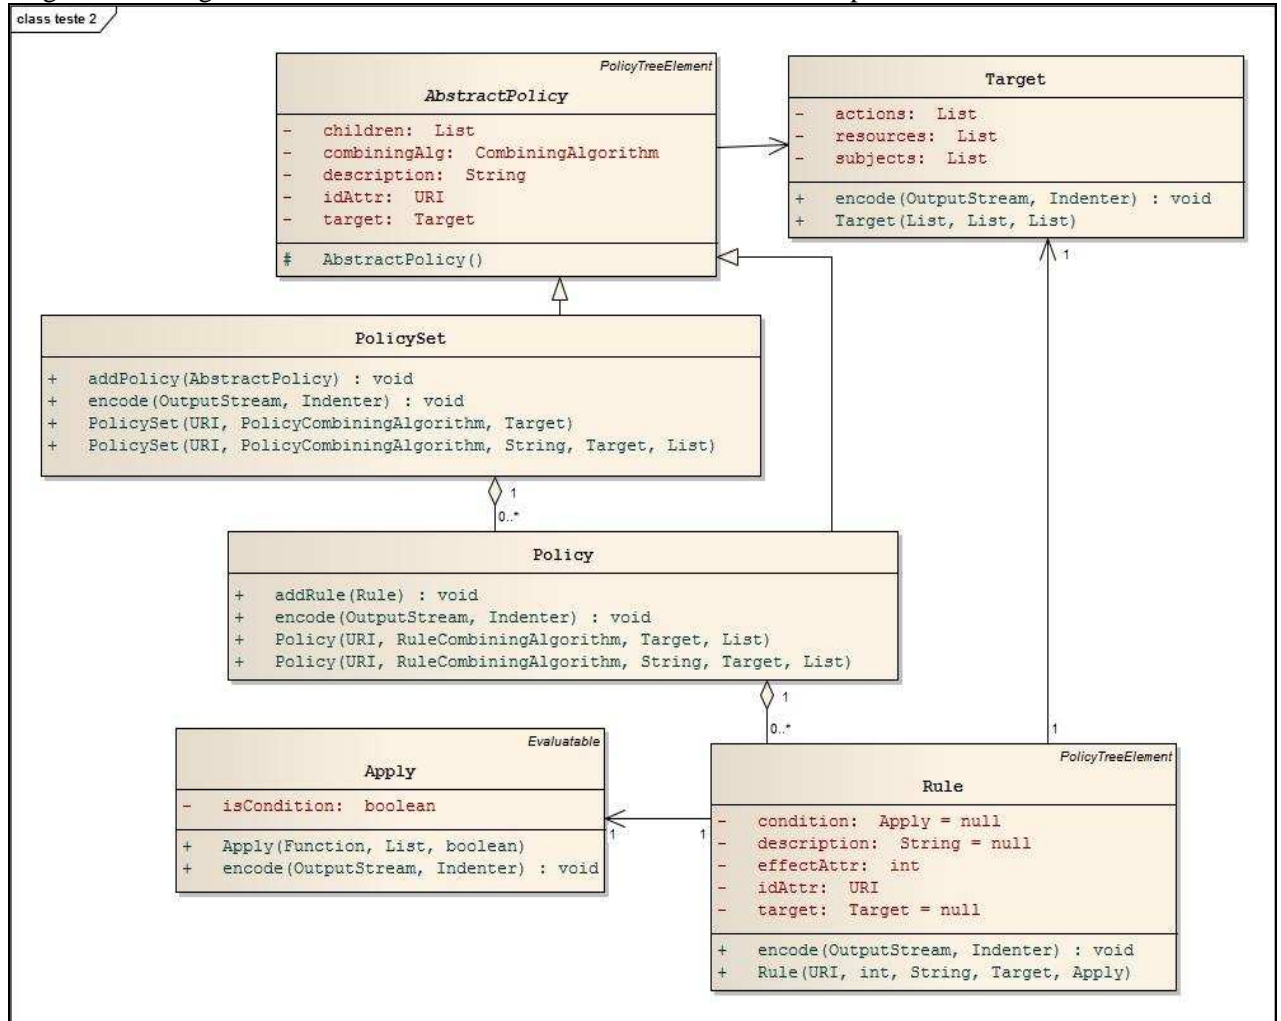 class teste 2
PolicyTreeElement
AbstractPolicy
- children: List
- combiningAlg: CombiningAlgorithm
- description: String
- idAttr: URI
- target: Target
# AbstractPolicy()
Target
- actions: List
- resources: List
- subjects: List
+ encode(OutputStream, Indenter) : void
+ Target(List, List, List)
1
PolicySet
+ addPolicy(AbstractPolicy) : void
+ encode(OutputStream, Indenter) : void
+ PolicySet(URI, PolicyCombiningAlgorithm, Target)
+ PolicySet(URI, PolicyCombiningAlgorithm, String, Target, List)
1
0..*
Policy
+ addRule(Rule) : void
+ encode(OutputStream, Indenter) : void
+ Policy(URI, RuleCombiningAlgorithm, Target, List)
+ Policy(URI, RuleCombiningAlgorithm, String, Target, List)
1
0..*
1
Evaluatable
Apply
- isCondition: boolean
+ Apply(Function, List, boolean)
+ encode(OutputStream, Indenter) : void
1
1
PolicyTreeElement
Rule
- condition: Apply = null
- description: String = null
- effectAttr: int
- idAttr: URI
- target: Target = null
+ encode(OutputStream, Indenter) : void
+ Rule(URI, int, String, Target, Apply)